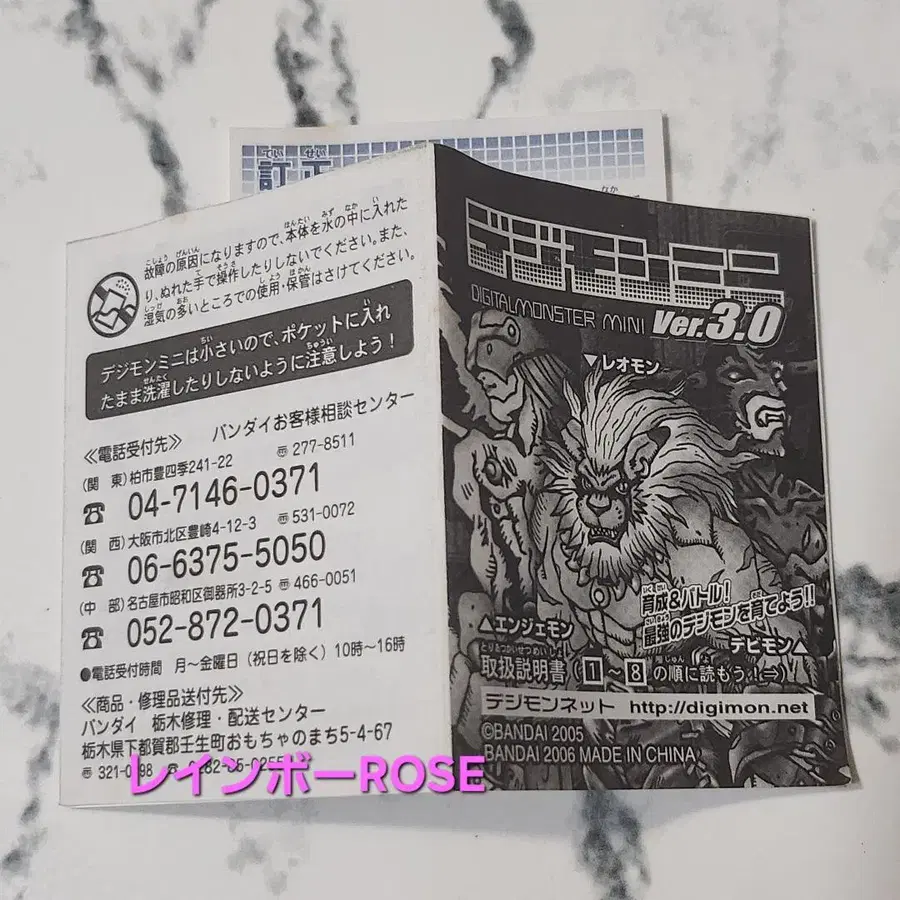 訂正
故障の原因になりますので、本体を水の中に入れた
り、ぬれた手で操作したりしないでください。また、
湿気の多いところでの使用・保管はさけてください。
デジモンミニは小さいので、ポケットに入れ
たまま洗濯したりしないように注意しよう!
≪電話受付先≫ バンダイお客様相談センター
(関 東)柏市豊四季241-22 〠277-8511
☎ 04-7146-0371
(関 西)大阪市北区豊崎4-12-3 〠531-0072
☎ 06-6375-5050
(中 部)名古屋市昭和区御器所3-2-5 〠466-0051
☎ 052-872-0371
●電話受付時間 月~金曜日(祝日を除く)10時~16時
≪商品・修理品送付先≫
バンダイ 栃木修理・配送センター
栃木県下都賀郡壬生町おもちゃのまち5-4-67
レインボーROSE
デジモンミニ
DIGITALMONSTER MINI Ver.3.0
▼レオモン
育成&バトル!
最強のデジモンを育てよう!!
▲エンジェモン
デビモン▲
取扱説明書(1~8の順に読もう!⇒)
デジモンネット http://digimon.net
©BANDAI 2005
BANDAI 2006 MADE IN CHINA